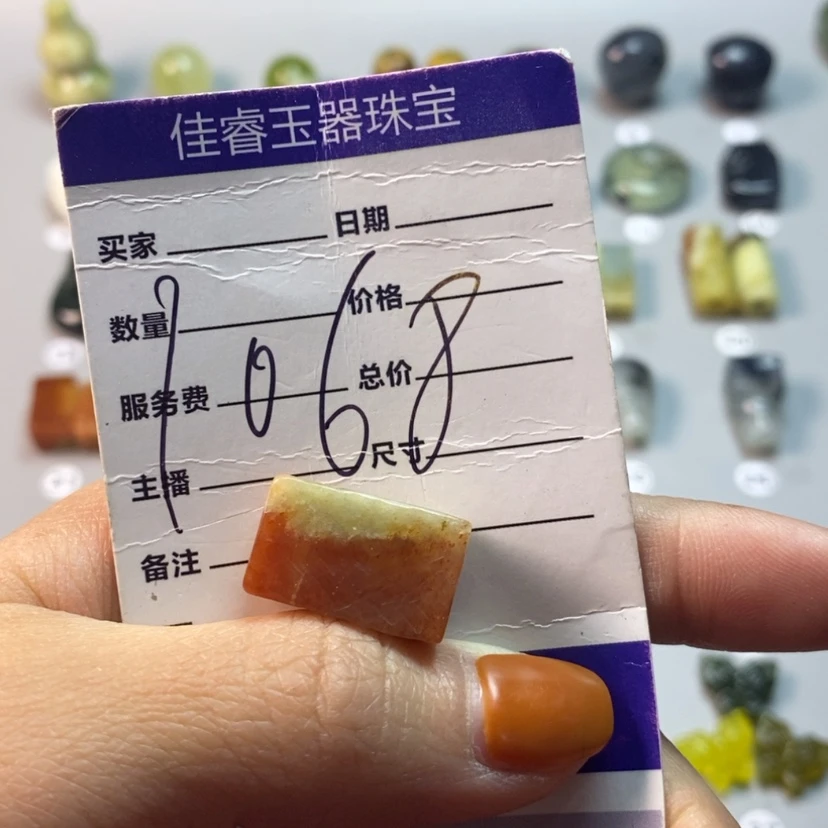 佳睿玉器珠宝
买家 日期
数量 价格
服务费 总价
主播 尺寸
备注
1068